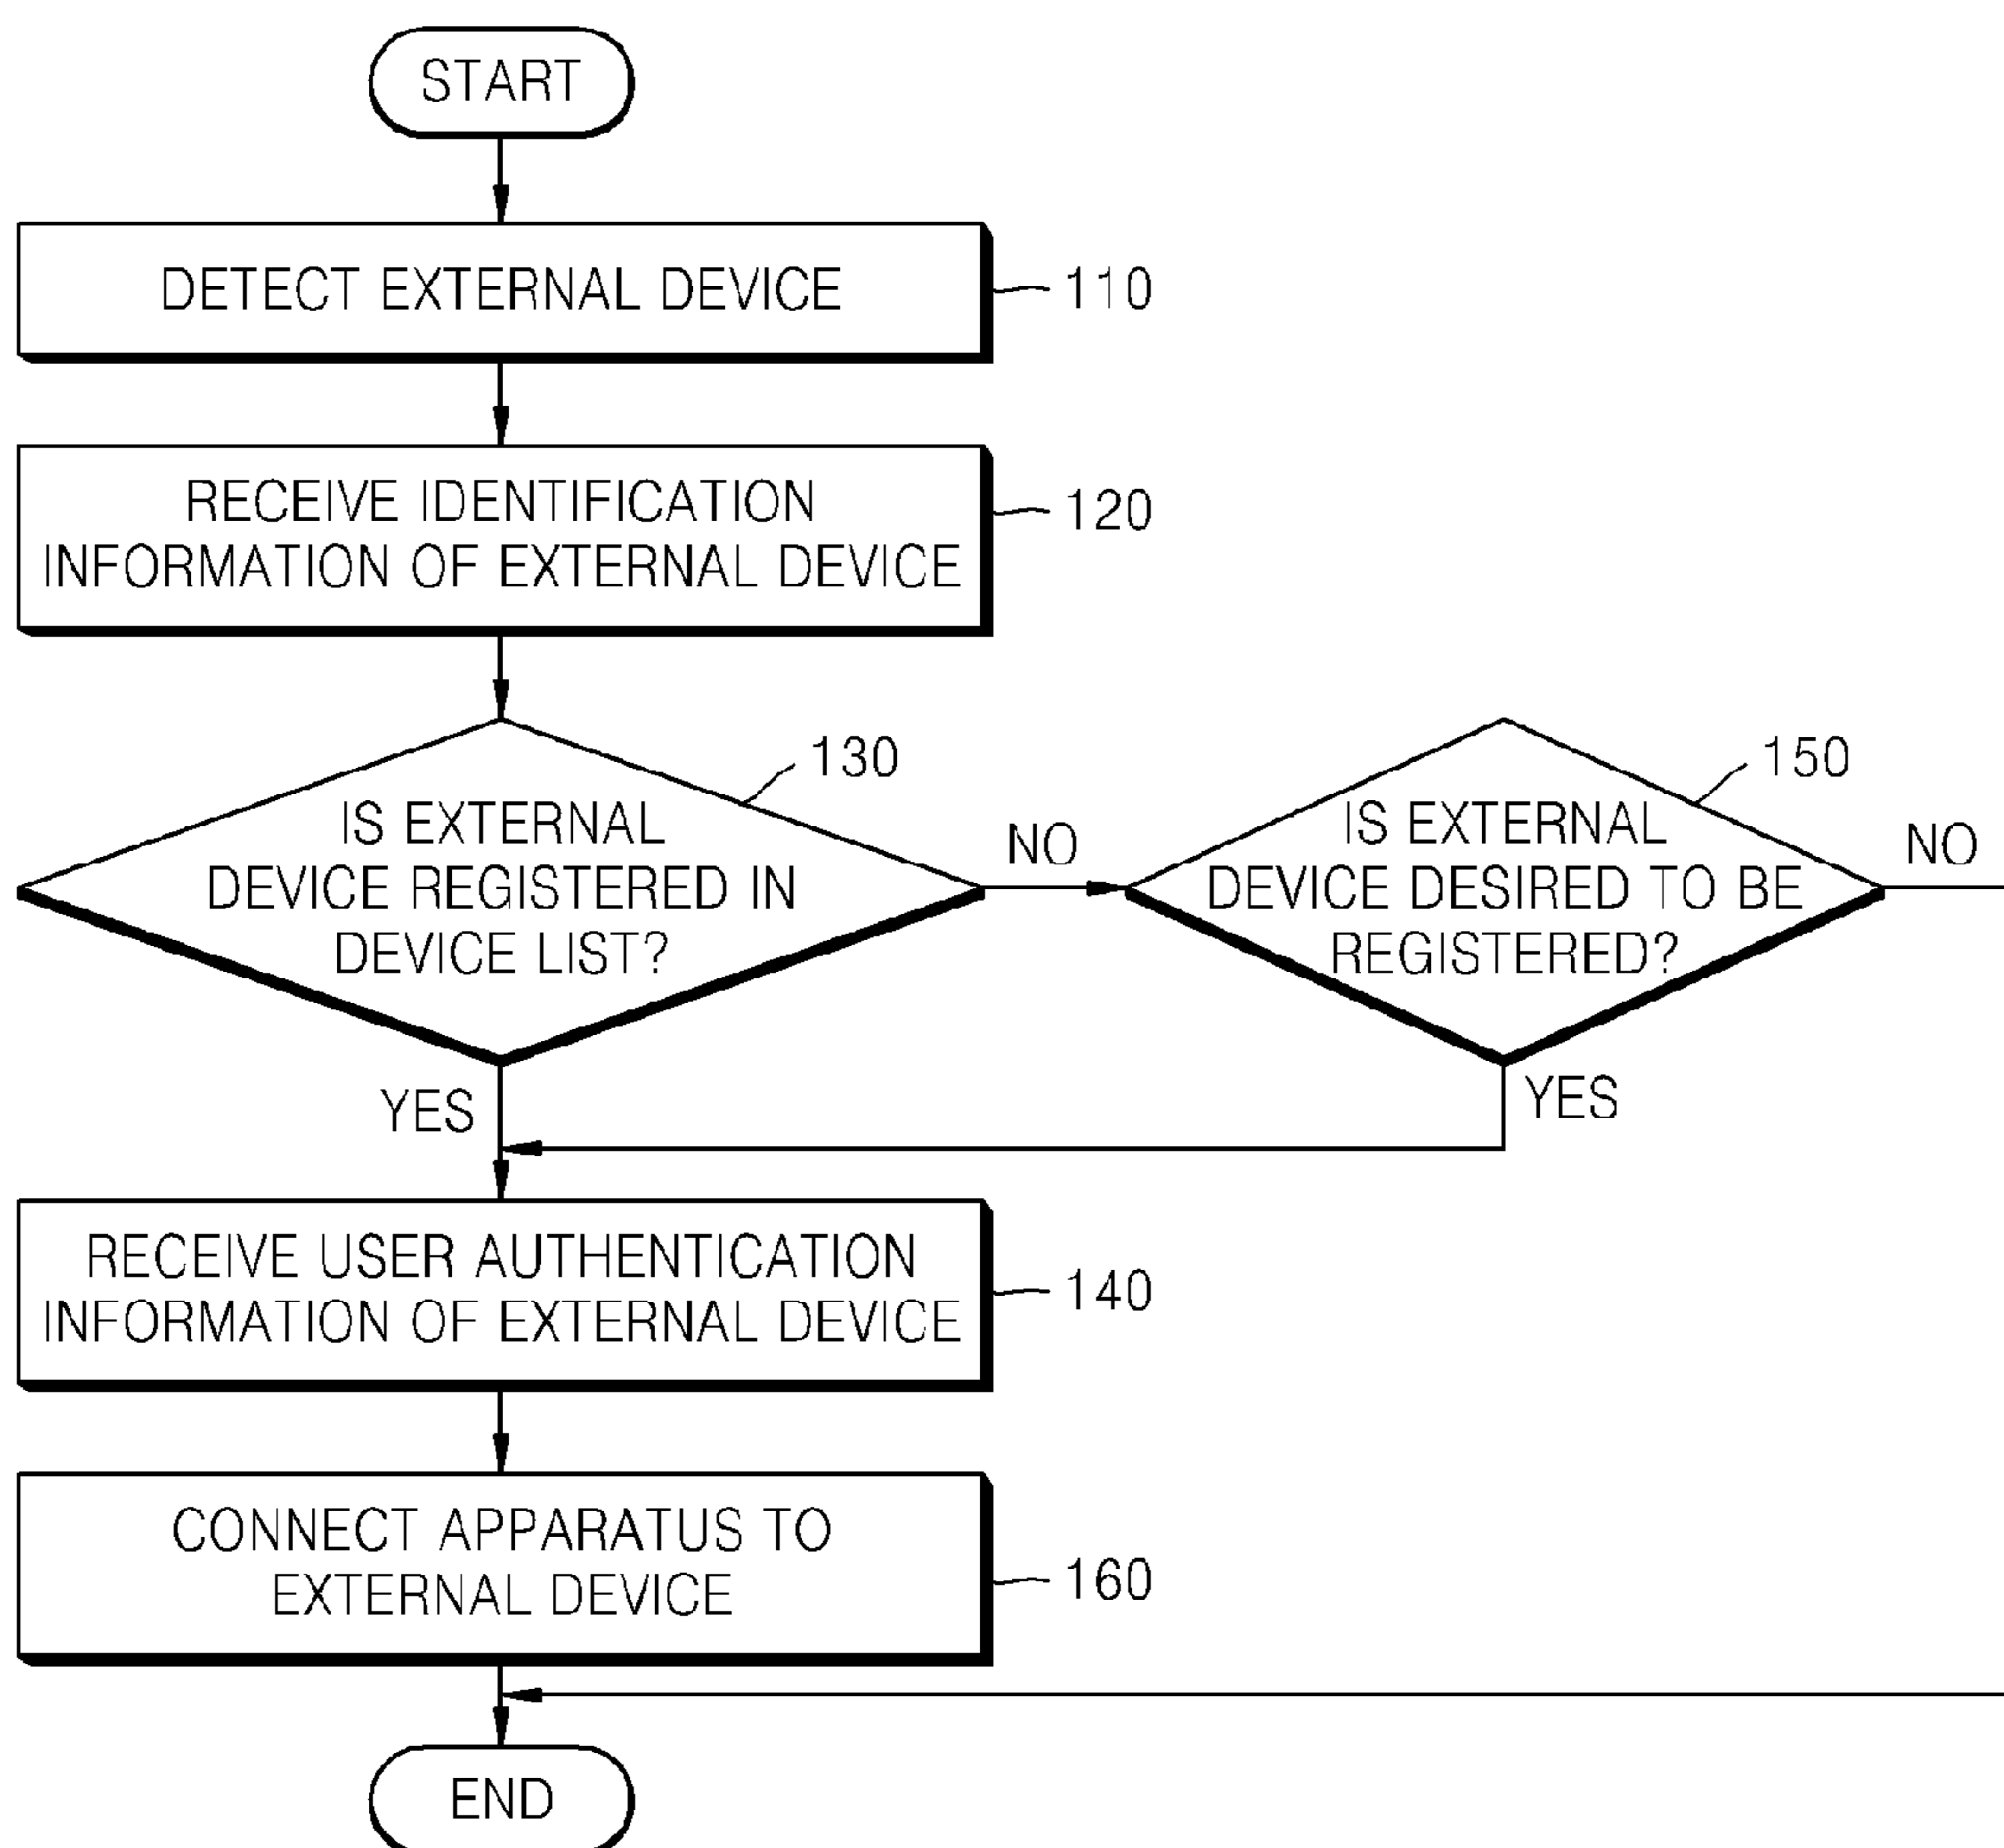 START
DETECT EXTERNAL DEVICE
110
RECEIVE IDENTIFICATION
INFORMATION OF EXTERNAL DEVICE
120
130
IS EXTERNAL
DEVICE REGISTERED IN
DEVICE LIST?
NO
YES
150
IS EXTERNAL
DEVICE DESIRED TO BE
REGISTERED?
NO
YES
RECEIVE USER AUTHENTICATION
INFORMATION OF EXTERNAL DEVICE
140
CONNECT APPARATUS TO
EXTERNAL DEVICE
160
END